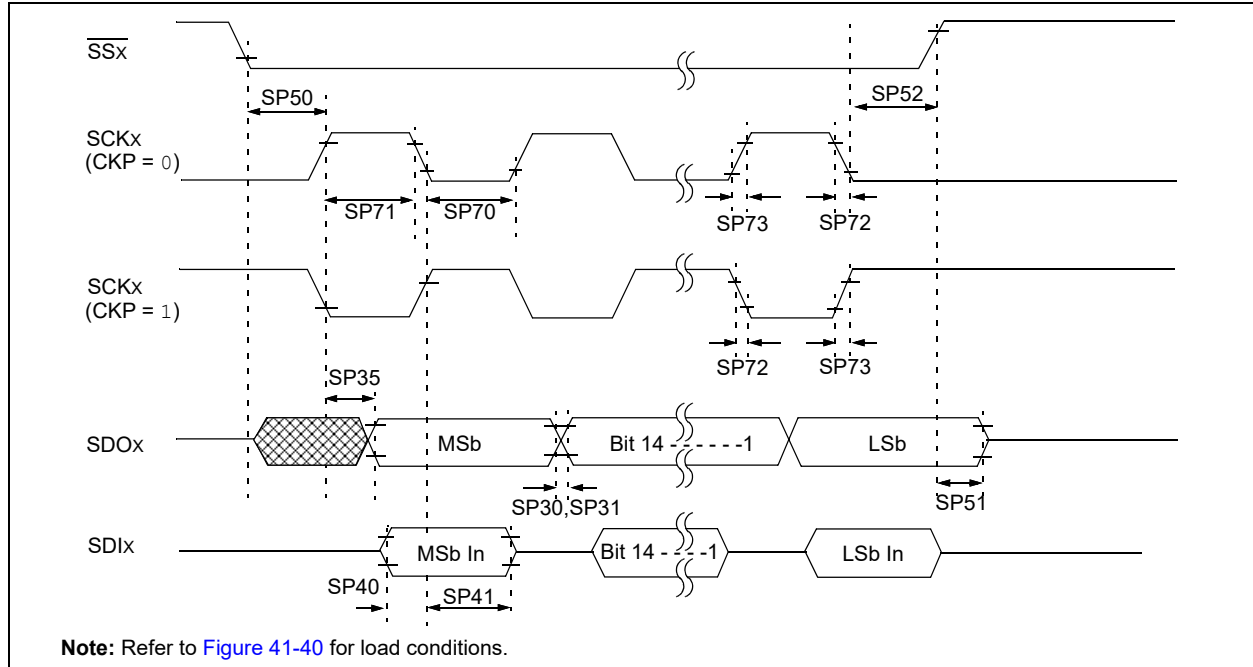 SSx
SP50
SP52
SCKx
(CKP = 0)
SP71
SP70
SP73
SP72
SCKx
(CKP = 1)
SP72
SP73
SP35
SDOx
MSb
Bit 14 - - - - - -1
LSb
SP30,SP31
SP51
SDIx
MSb In
Bit 14 - - - -1
LSb In
SP40
SP41
Note: Refer to Figure 41-40 for load conditions.